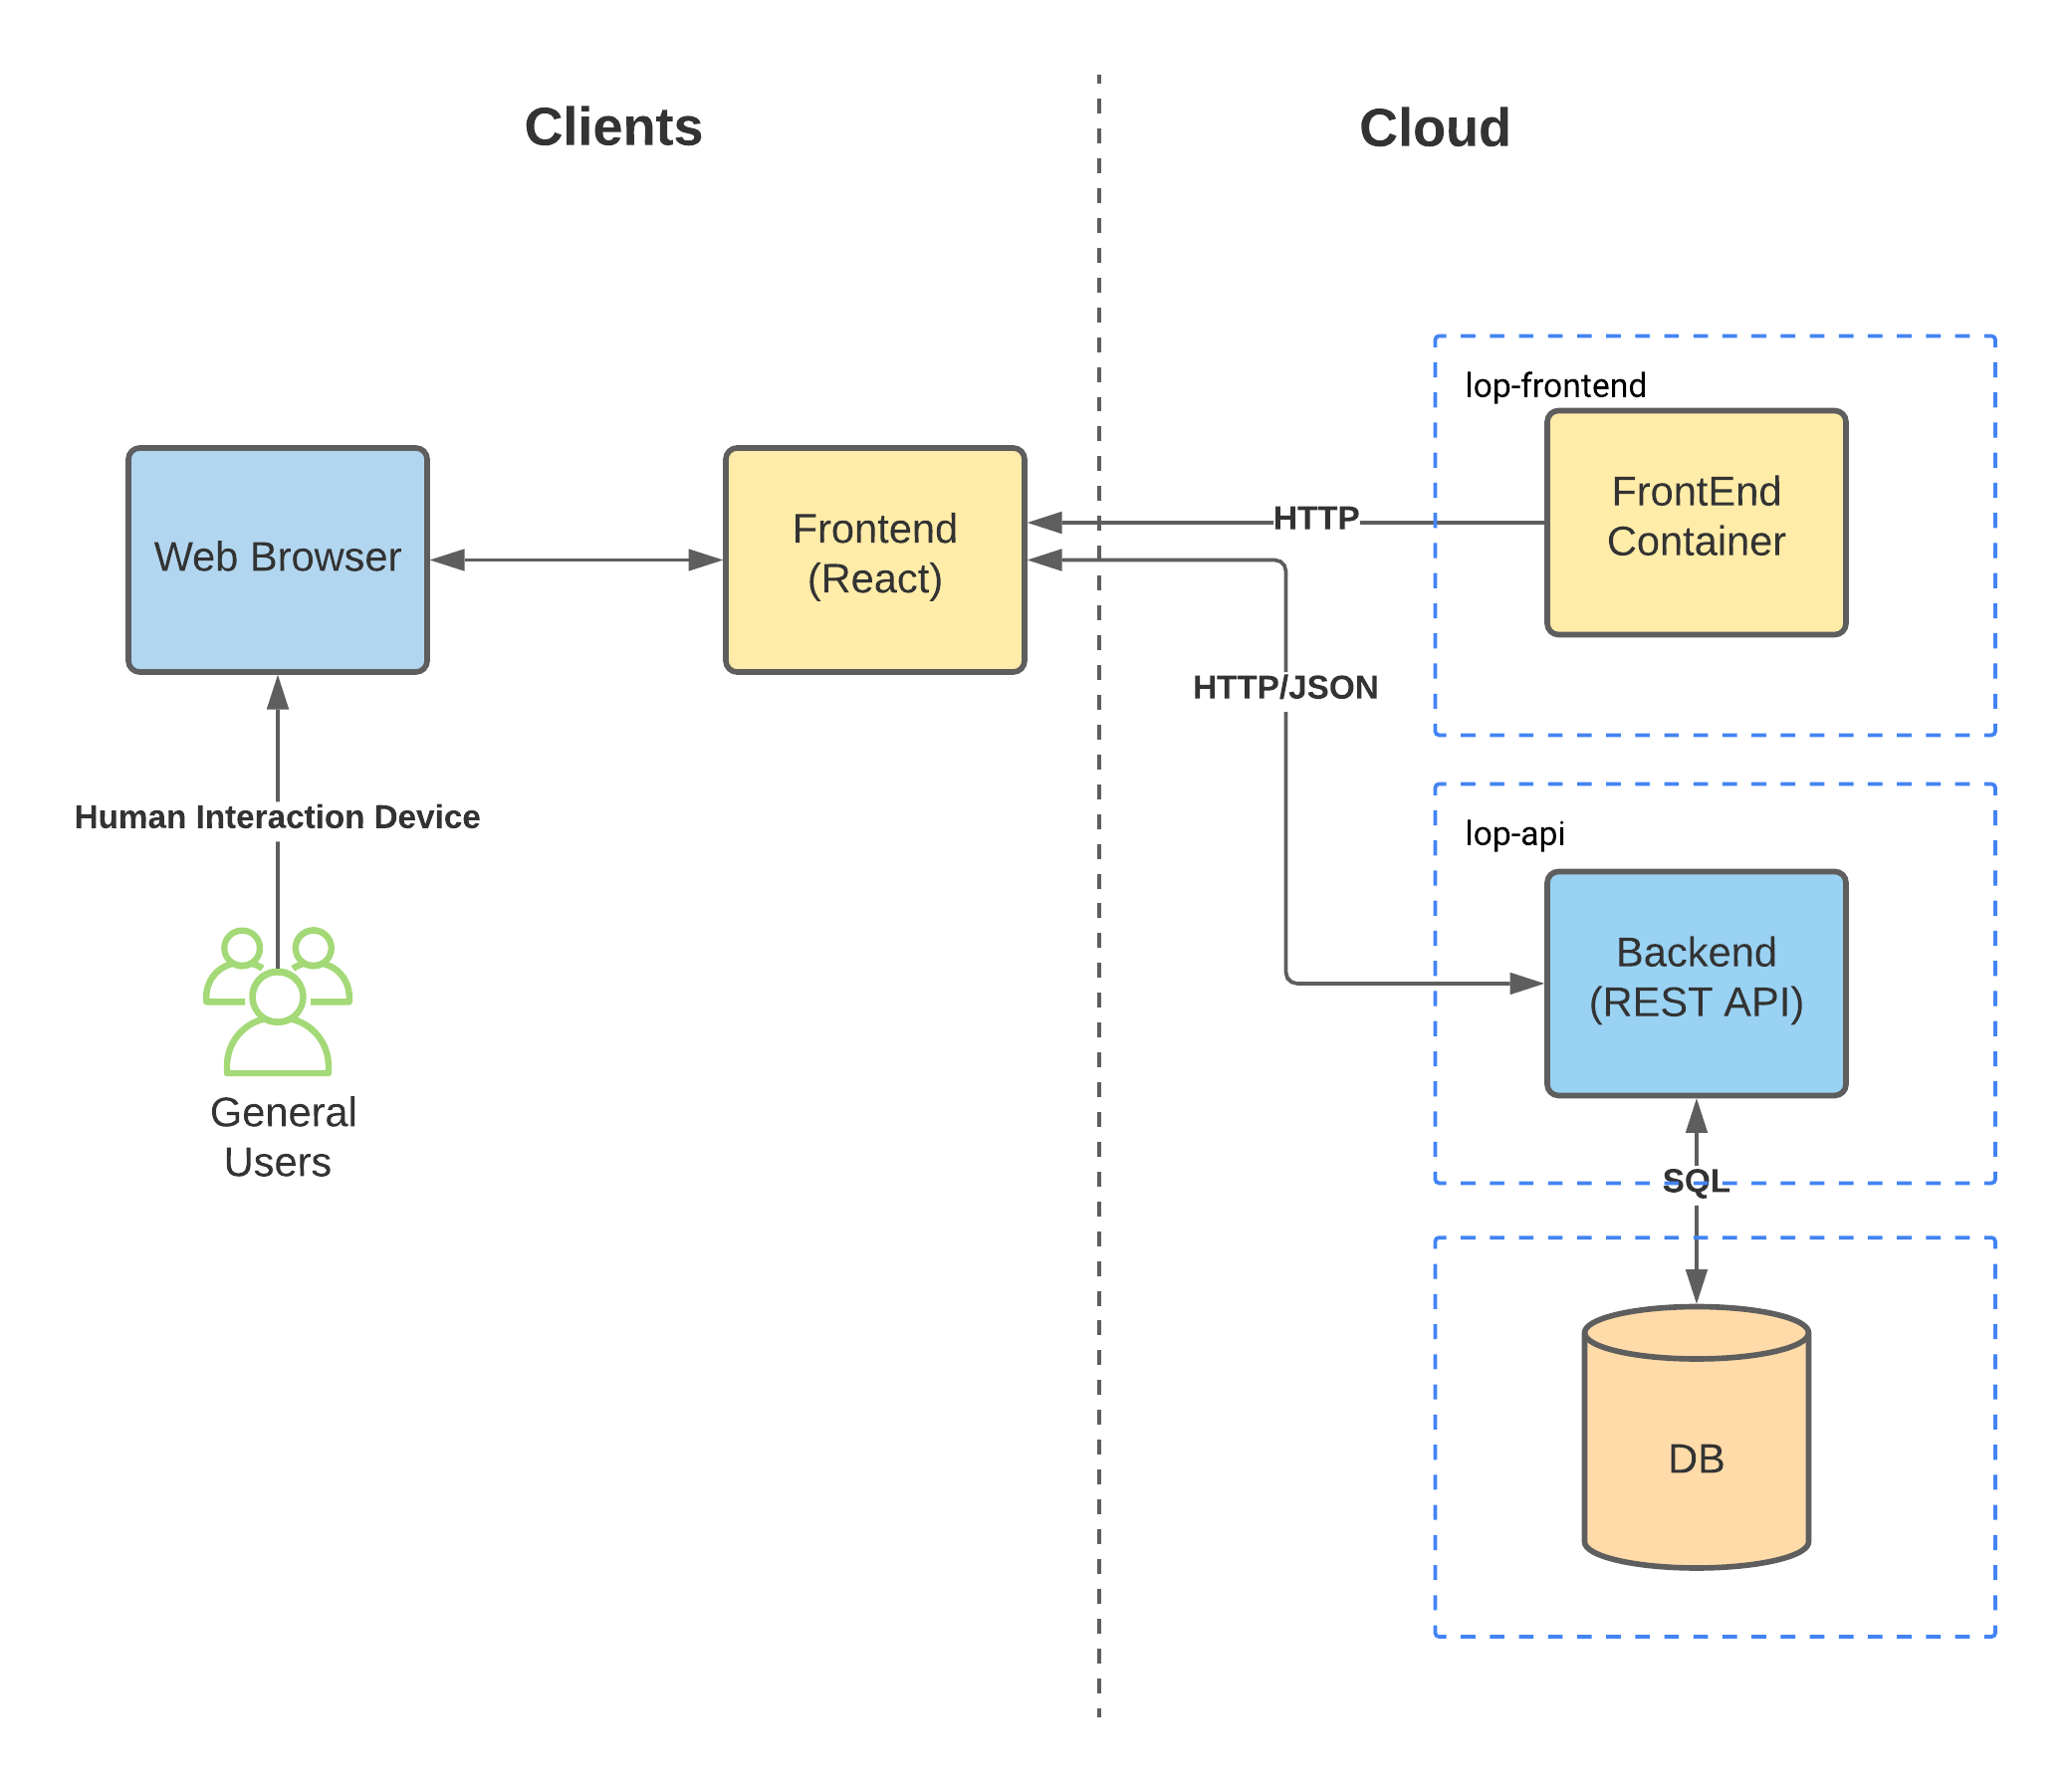 Clients
Cloud
lop-frontend
FrontEnd
Container
HTTP
Web Browser
Frontend
(React)
HTTP/JSON
Human Interaction Device
lop-api
Backend
(REST API)
General
Users
SQL
DB